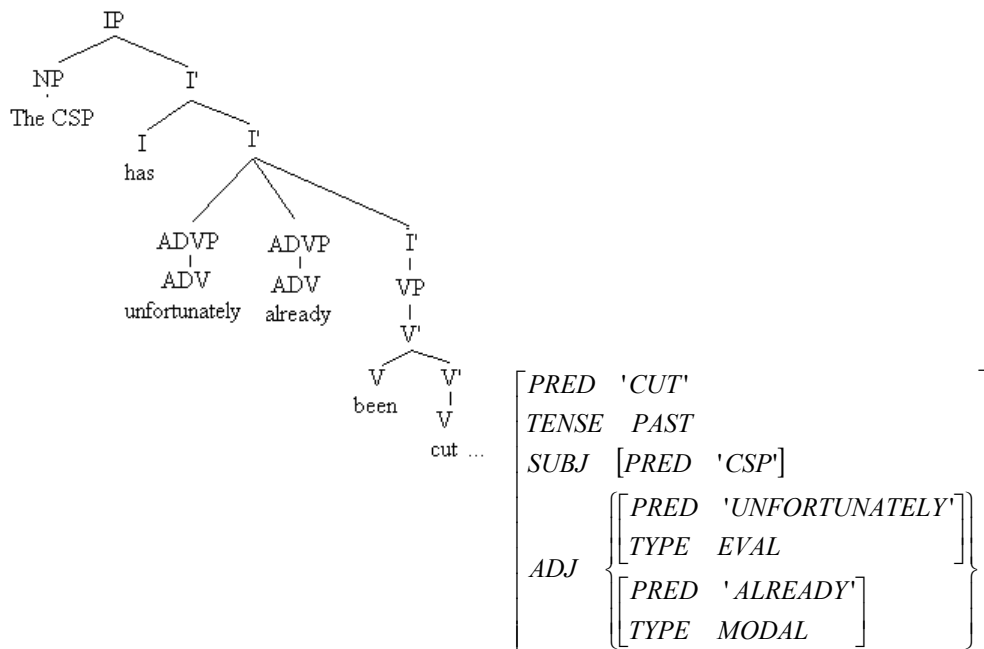 IP
NP I'
The CSP
I I'
has
ADVP ADVP I'
ADV ADV VP
unfortunately already
V'
V V'
been V
cut ...
PRED 'CUT'
TENSE PAST
SUBJ [PRED 'CSP']
ADJ {[PRED 'UNFORTUNATELY'
TYPE EVAL]
[PRED 'ALREADY'
TYPE MODAL]}